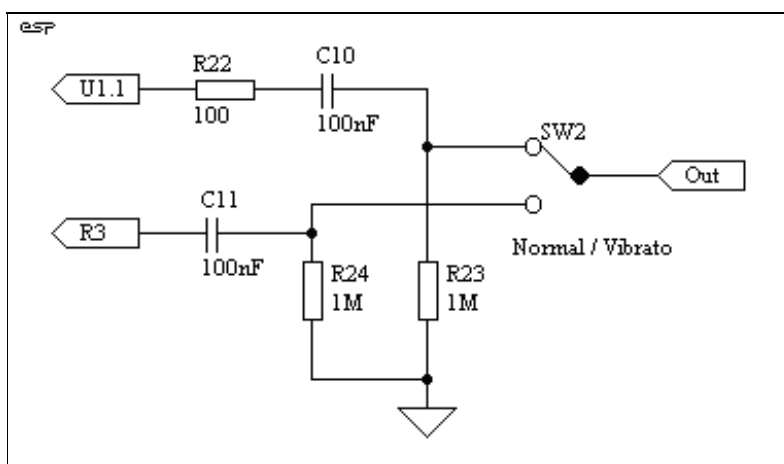 esp
C10
R22
U1.1
100
100nF
SW2
Out
C11
R3
100nF
Normal / Vibrato
R24
1M
R23
1M